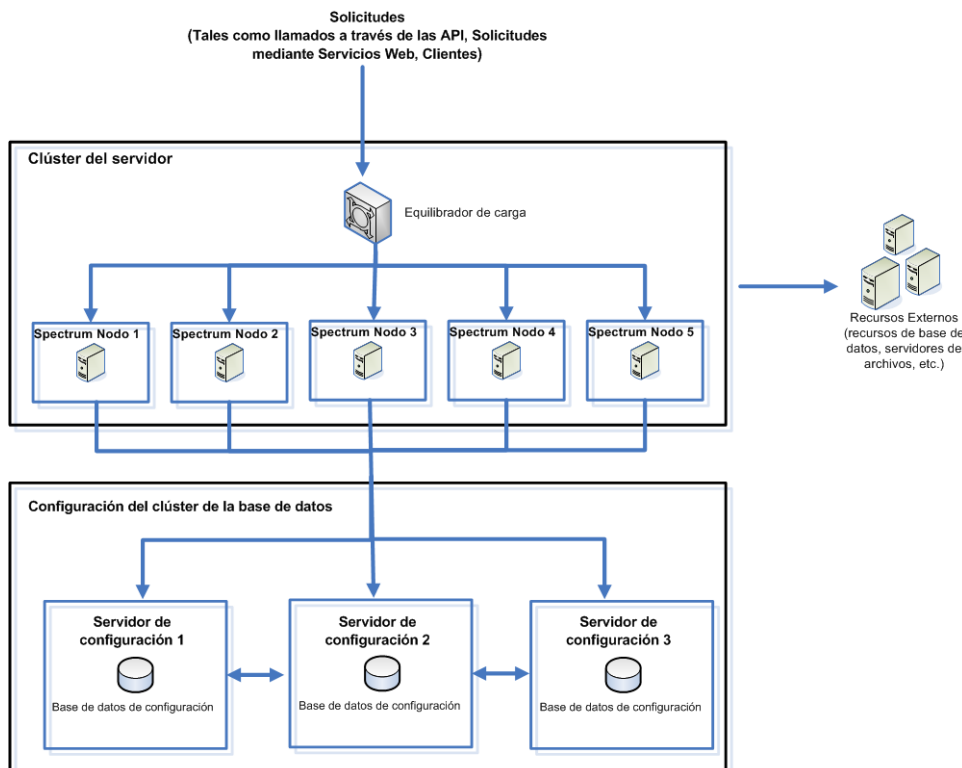 Solicitudes
(Tales como llamados a través de las API, Solicitudes
mediante Servicios Web, Clientes)
Clúster del servidor
Equilibrador de carga
Spectrum Nodo 1
Spectrum Nodo 2
Spectrum Nodo 3
Spectrum Nodo 4
Spectrum Nodo 5
Recursos Externos
(recursos de base de
datos, servidores de
archivos, etc.)
Configuración del clúster de la base de datos
Servidor de
configuración 1
Base de datos de configuración
Servidor de
configuración 2
Base de datos de configuración
Servidor de
configuración 3
Base de datos de configuración